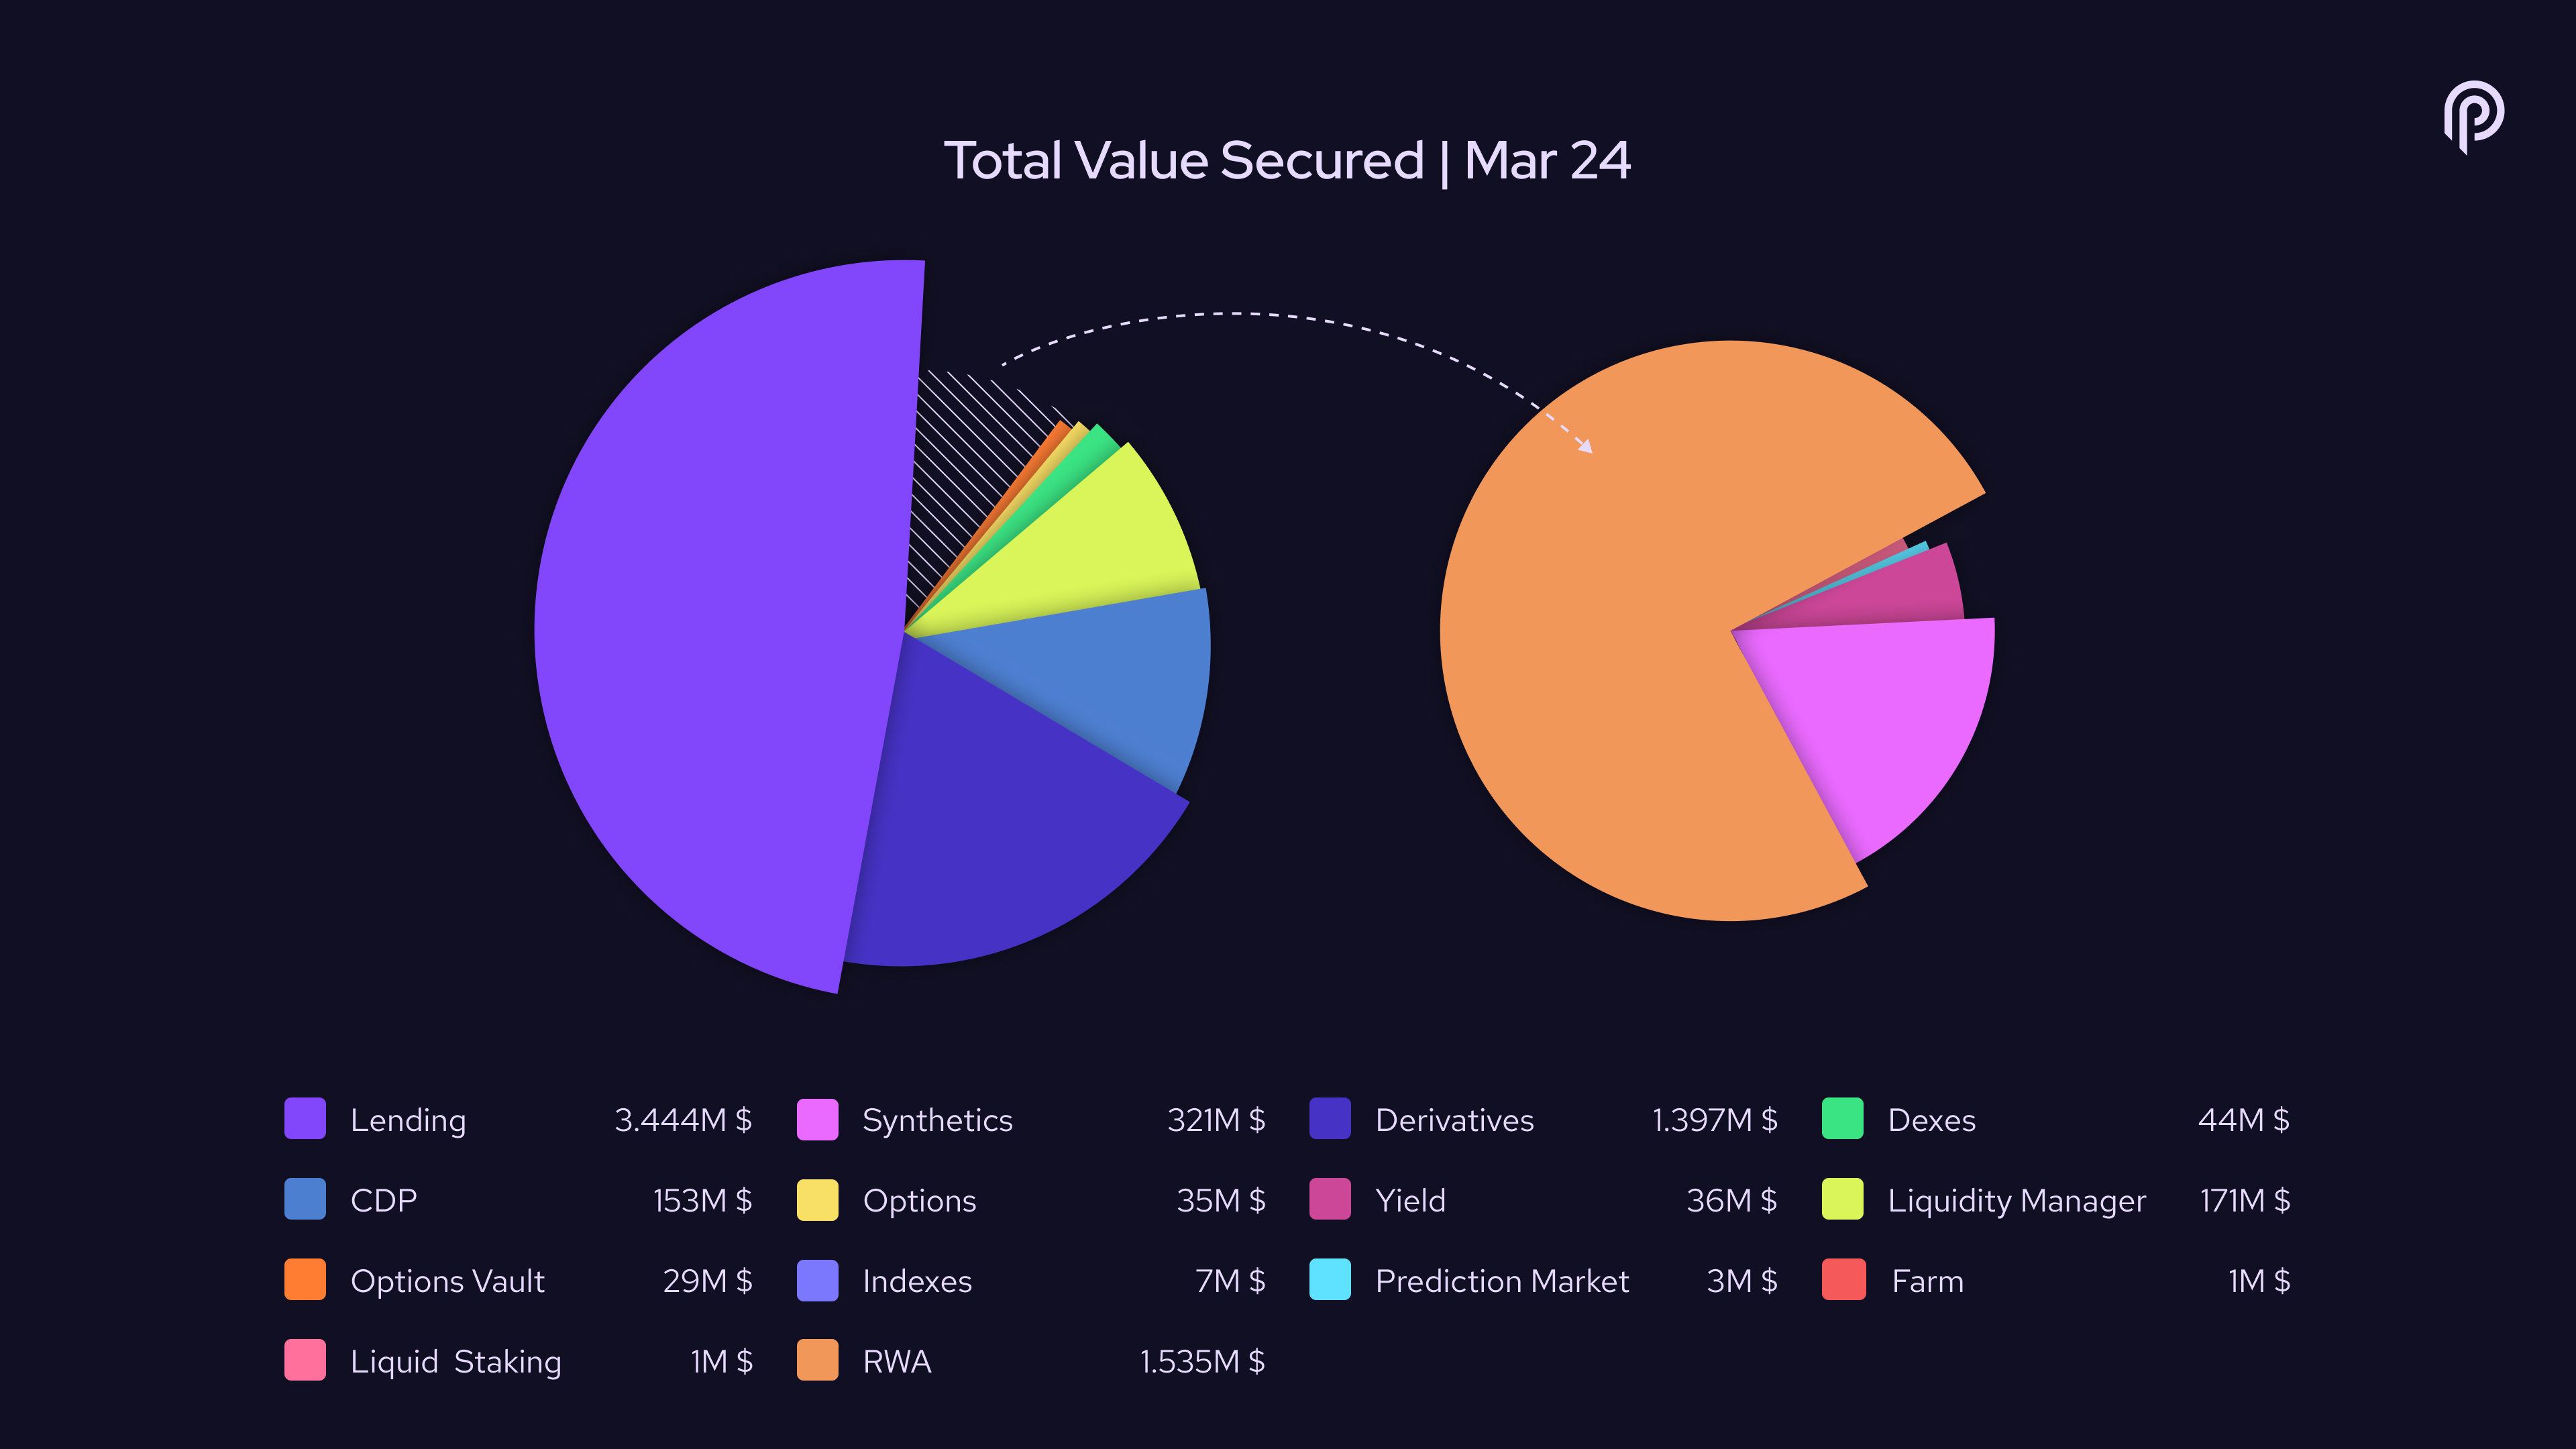 Total Value Secured | Mar 24
Lending 3.444M $ Synthetics 321M $ Derivatives 1.397M $ Dexes 44M $
CDP 153M $ Options 35M $ Yield 36M $ Liquidity Manager 171M $
Options Vault 29M $ Indexes 7M $ Prediction Market 3M $ Farm 1M $
Liquid Staking 1M $ RWA 1.535M $